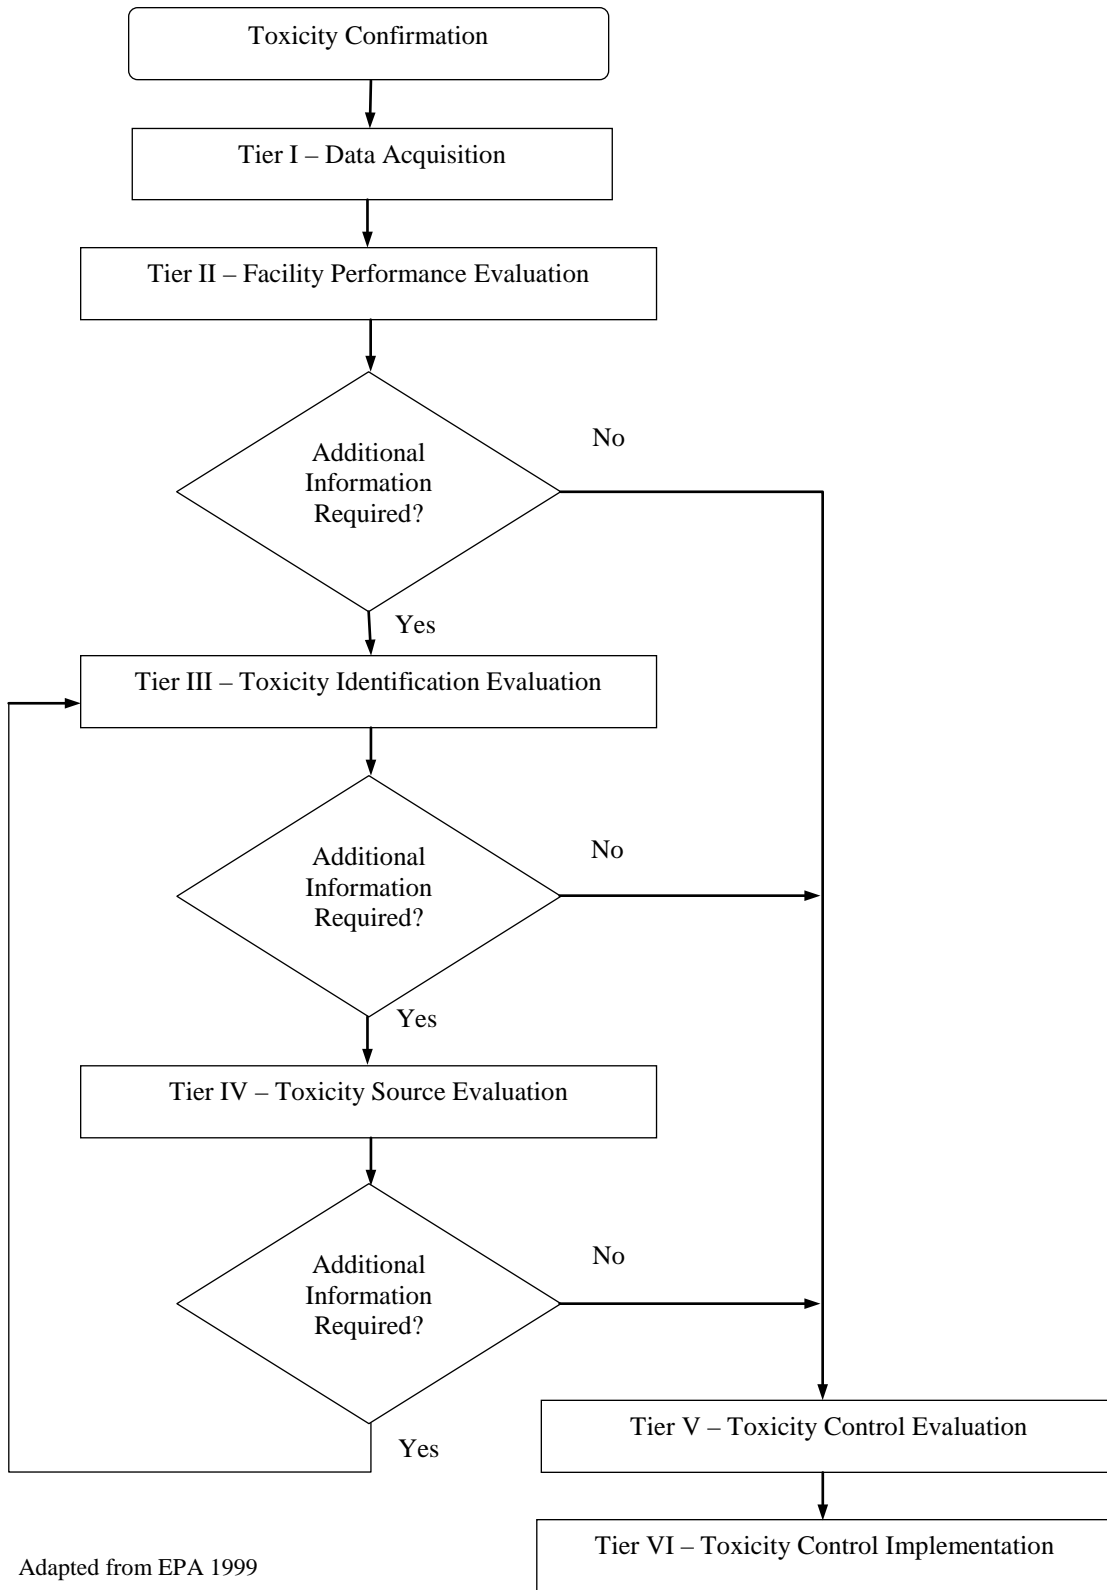 Toxicity Confirmation
Tier I – Data Acquisition
Tier II – Facility Performance Evaluation
Additional
Information
Required?
No
Yes
Tier III – Toxicity Identification Evaluation
Additional
Information
Required?
No
Yes
Tier IV – Toxicity Source Evaluation
Additional
Information
Required?
No
Yes
Tier V – Toxicity Control Evaluation
Tier VI – Toxicity Control Implementation
Adapted from EPA 1999